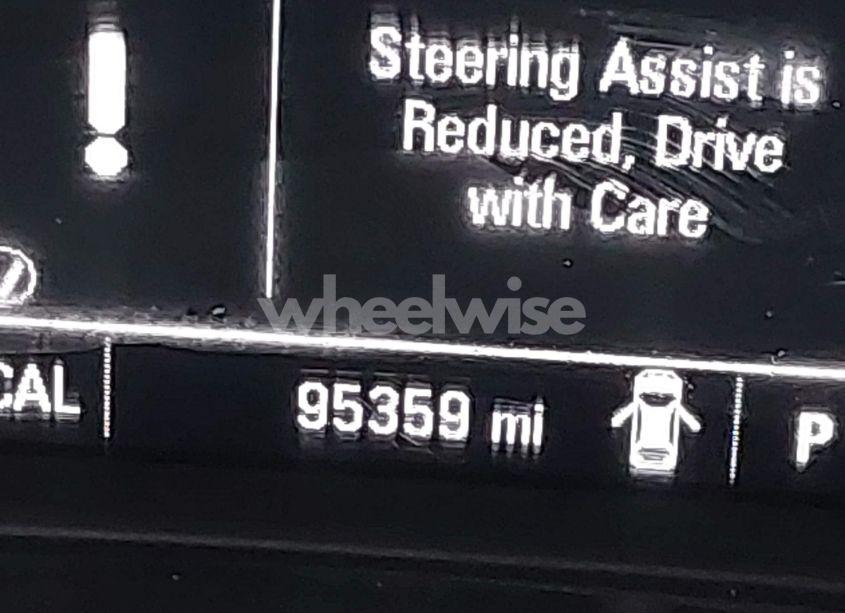 Steering Assist is
Reduced, Drive
with Care
wheelwise
CAL
95359 mi
P